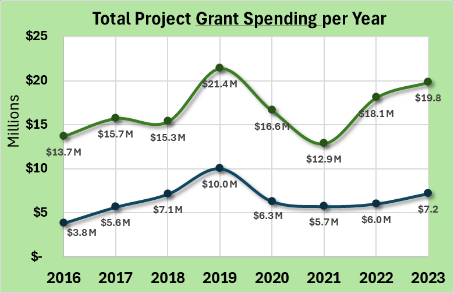 Total Project Grant Spending per Year
$25
$20
$15
$10
$5
$-
Millions
$13.7M
$15.7M
$15.3M
$21.4M
$16.6M
$12.9M
$18.1M
$19.8
$3.8M
$5.6M
$7.1M
$10.0M
$6.3M
$5.7M
$6.0M
$7.2
2016 2017 2018 2019 2020 2021 2022 2023